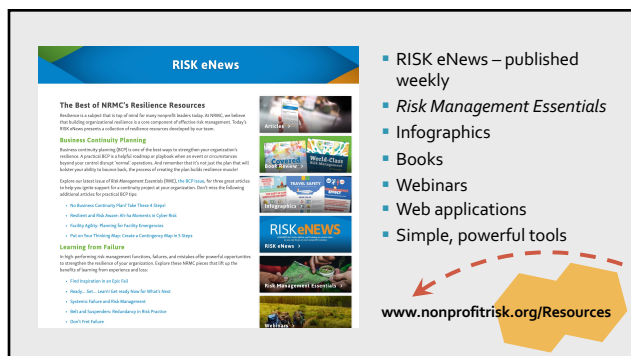 RISK eNews
The Best of NRMC's Resilience Resources
Resilience is a subject that is top of mind for many nonprofit leaders today. At NRMC, we believe
that building organizational resilience is a core component of effective risk management. Today's
RISK eNews presents a collection of resilience resources developed by our team.
Business Continuity Planning
Business continuity planning (BCP) is one of the best ways to strengthen your organization's
resilience. A practical BCP is a helpful roadmap or playbook when an event or circumstances
beyond your control disrupt 'normal' operations. And remember that it's not just the plan that will
bolster your ability to bounce back, the process of creating the plan builds resilience muscle!
Explore our latest issue of Risk Management Essentials (RME), the BCP Issue, for three great articles
to help you ignite support for a continuity project at your organization. Don't miss the following
additional articles for practical BCP tips:
• No Business Continuity Plan? Take These 4 Steps!
• Resilient and Risk Aware: Ah-ha Moments in Cyber Risk
• Facility Agility: Planning for Facility Emergencies
• Put on Your Thinking Map: Create a Contingency Map in 5 Steps
Learning from Failure
In high performing risk management functions, failures, and mistakes offer powerful opportunities
to strengthen the resilience of your organization. Explore these NRMC pieces that lift up the
benefits of learning from experience and loss:
• Find Inspiration in an Epic Fail
• Ready... Set... Learn! Get ready Now for What's Next
• Systemic Failure and Risk Management
• Belt and Suspenders: Redundancy in Risk Practice
• Don't Fret Failure
Articles >
Covered
World-Class
Risk Management
Book Review >
TRAVEL SAFETY
Infographics >
RISKeNEWS
Risk Management Essentials >
Webinars >
▪ RISK eNews – published
weekly
▪ Risk Management Essentials
▪ Infographics
▪ Books
▪ Webinars
▪ Web applications
▪ Simple, powerful tools
www.nonprofitrisk.org/Resources